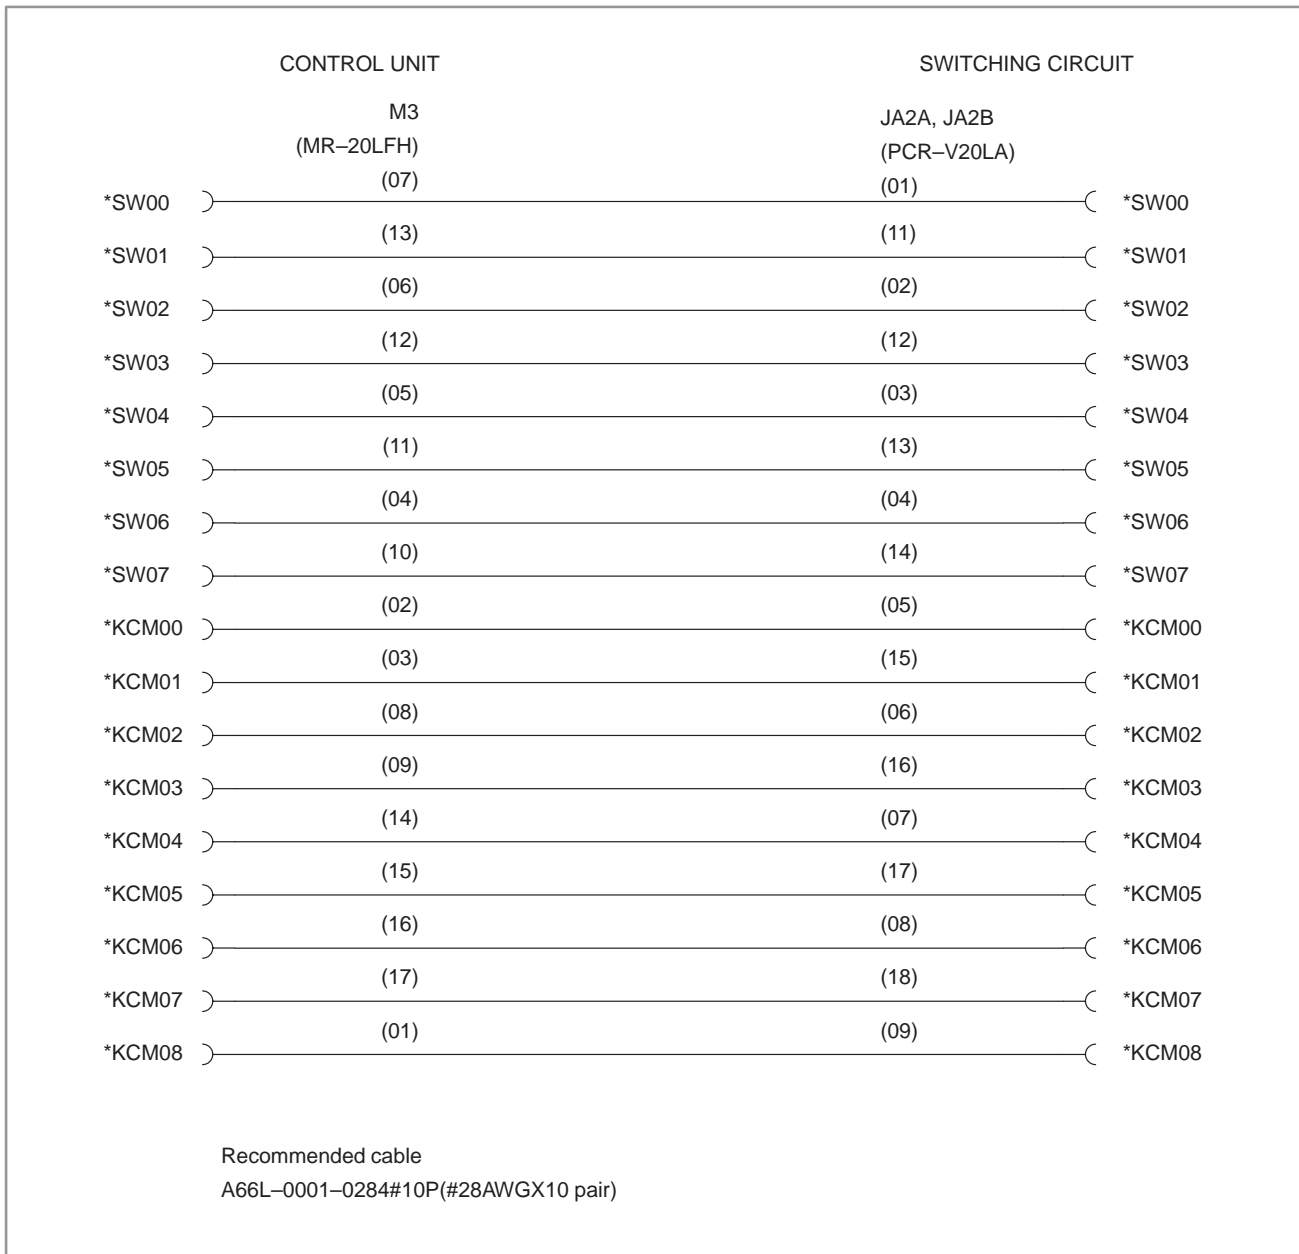 CONTROL UNIT SWITCHING CIRCUIT
M3 JA2A, JA2B
(MR–20LFH) (PCR–V20LA)
(07) (01)
*SW00 *SW00
(13) (11)
*SW01 *SW01
(06) (02)
*SW02 *SW02
(12) (12)
*SW03 *SW03
(05) (03)
*SW04 *SW04
(11) (13)
*SW05 *SW05
(04) (04)
*SW06 *SW06
(10) (14)
*SW07 *SW07
(02) (05)
*KCM00 *KCM00
(03) (15)
*KCM01 *KCM01
(08) (06)
*KCM02 *KCM02
(09) (16)
*KCM03 *KCM03
(14) (07)
*KCM04 *KCM04
(15) (17)
*KCM05 *KCM05
(16) (08)
*KCM06 *KCM06
(17) (18)
*KCM07 *KCM07
(01) (09)
*KCM08 *KCM08
Recommended cable
A66L–0001–0284#10P(#28AWGX10 pair)